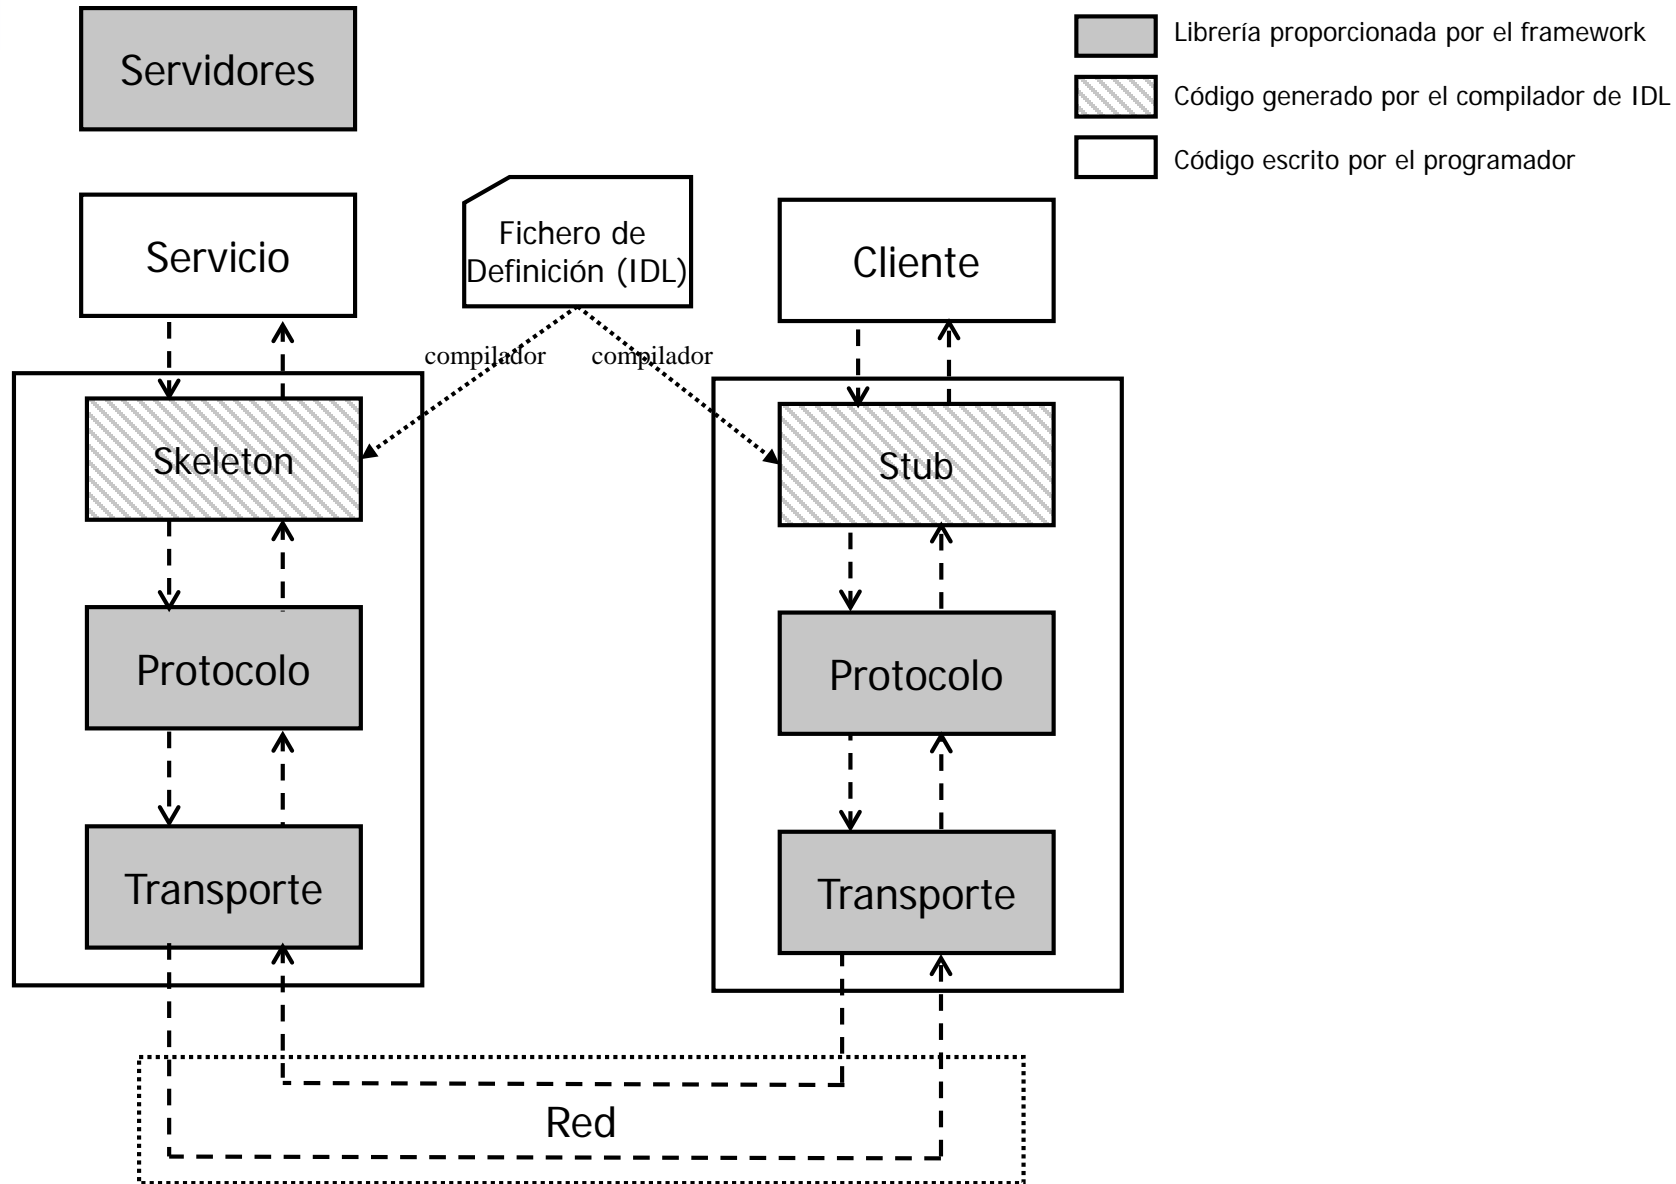 Servidores
Librería proporcionada por el framework
Código generado por el compilador de IDL
Código escrito por el programador
Servicio
Fichero de
Definición (IDL)
Cliente
compilador
compilador
Skeleton
Stub
Protocolo
Protocolo
Transporte
Transporte
Red